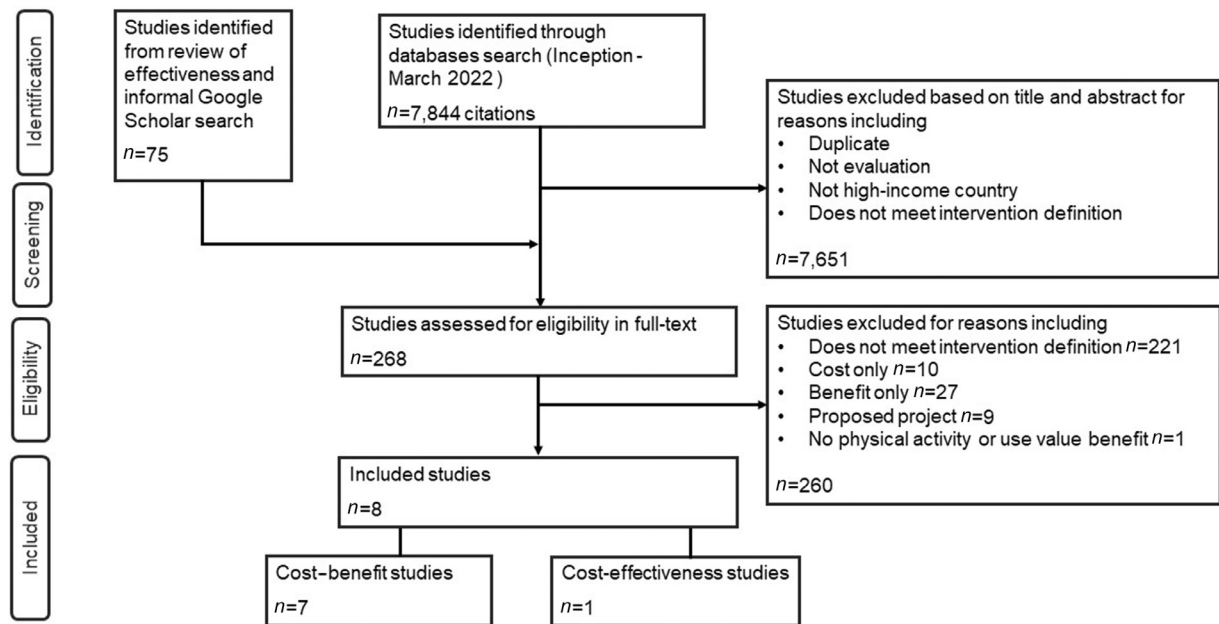 Identification
Studies identified
from review of
effectiveness and
informal Google
Scholar search
n=75
Studies identified through
databases search (Inception -
March 2022 )
n=7,844 citations
Studies excluded based on title and abstract for
reasons including
• Duplicate
• Not evaluation
• Not high-income country
• Does not meet intervention definition
n=7,651
Screening
Eligibility
Studies assessed for eligibility in full-text
n=268
Studies excluded for reasons including
• Does not meet intervention definition n=221
• Cost only n=10
• Benefit only n=27
• Proposed project n=9
• No physical activity or use value benefit n=1
n=260
Included
Included studies
n=8
Cost–benefit studies
n=7
Cost-effectiveness studies
n=1